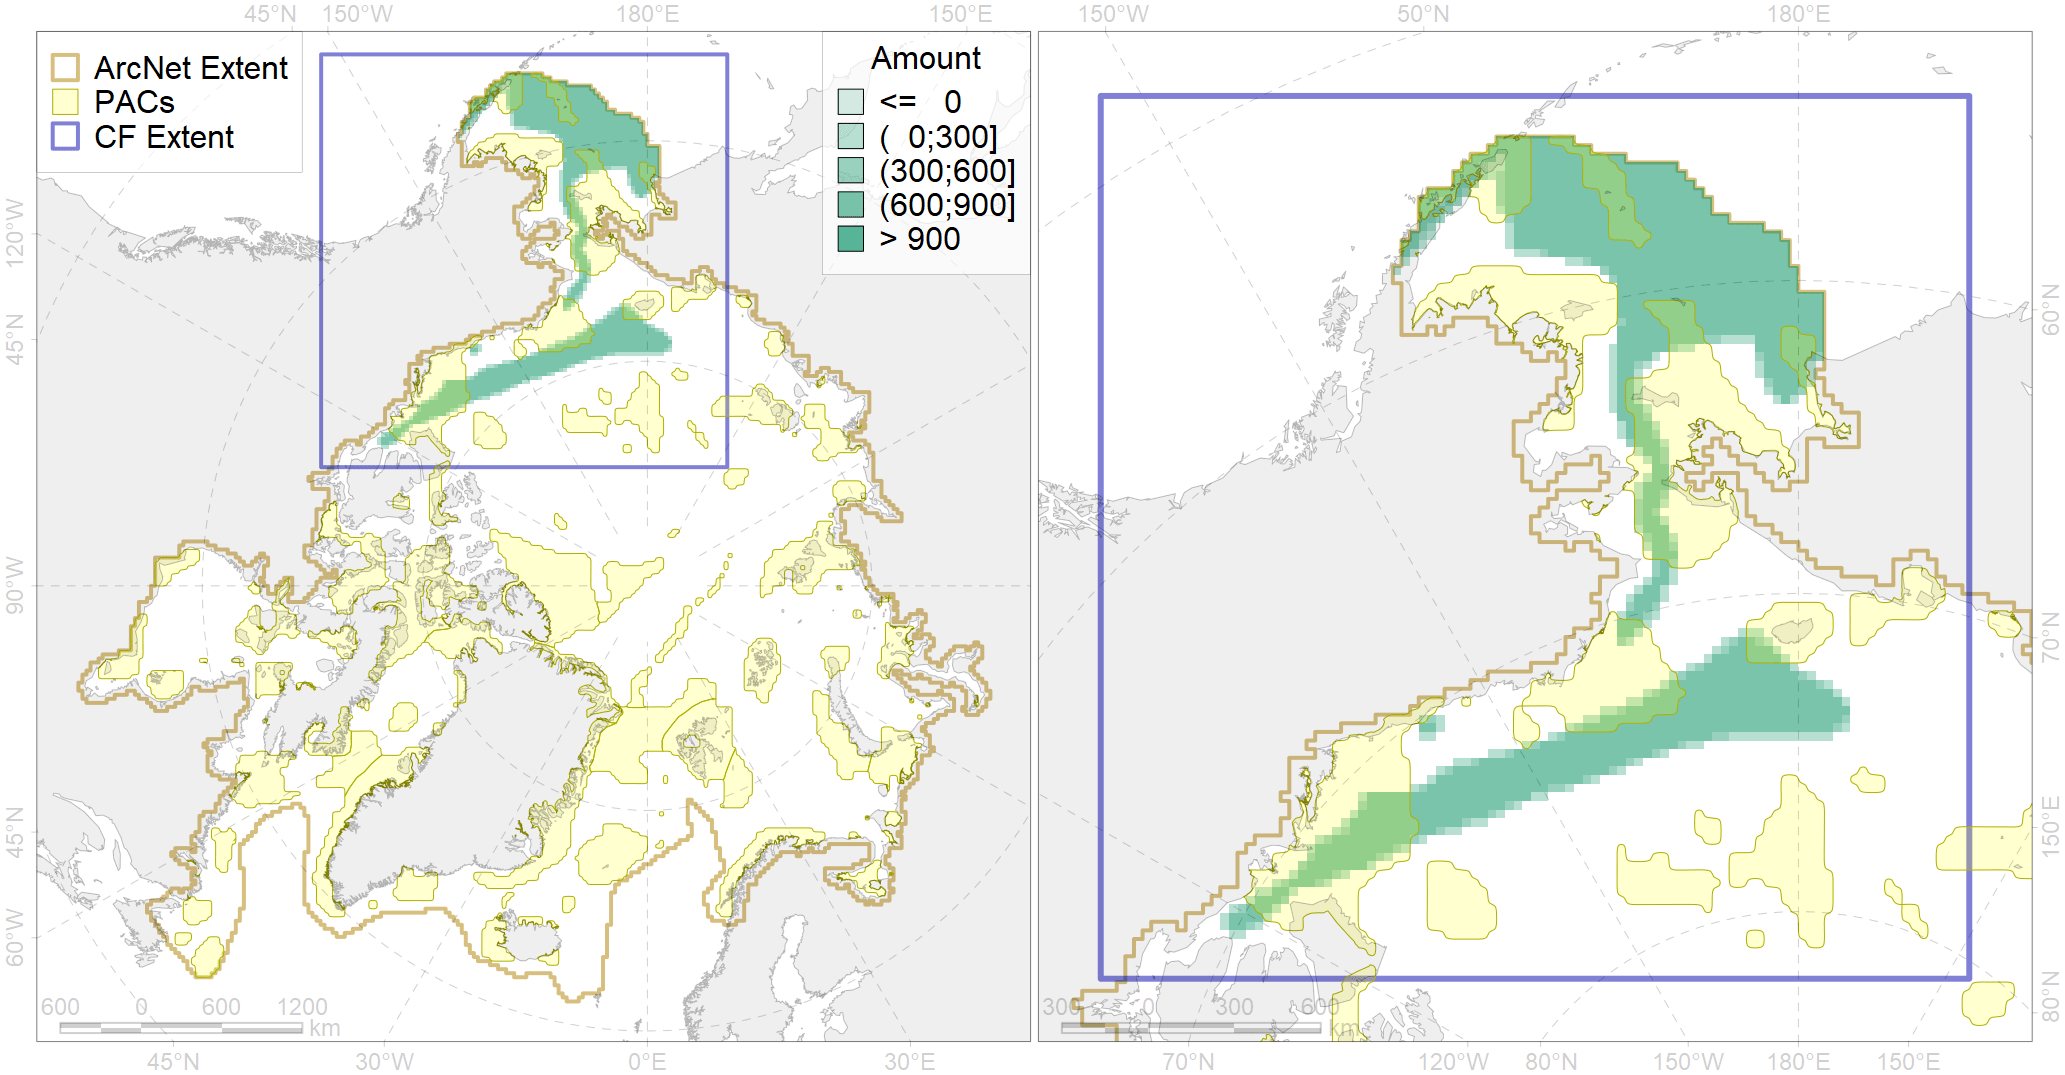 45°N 150°W 180°E 150°E 150°W 50°N 180°E
ArcNet Extent
PACs
CF Extent
Amount
<= 0
( 0;300]
(300;600]
(600;900]
> 900
120°W
45°N
90°W
45°N
60°W
60°N
70°N
150°E
80°N
600 0 600 1200
km
300 0 300 600
km
45°N 30°W 0°E 30°E 70°N 120°W 80°N 150°W 180°E 150°E